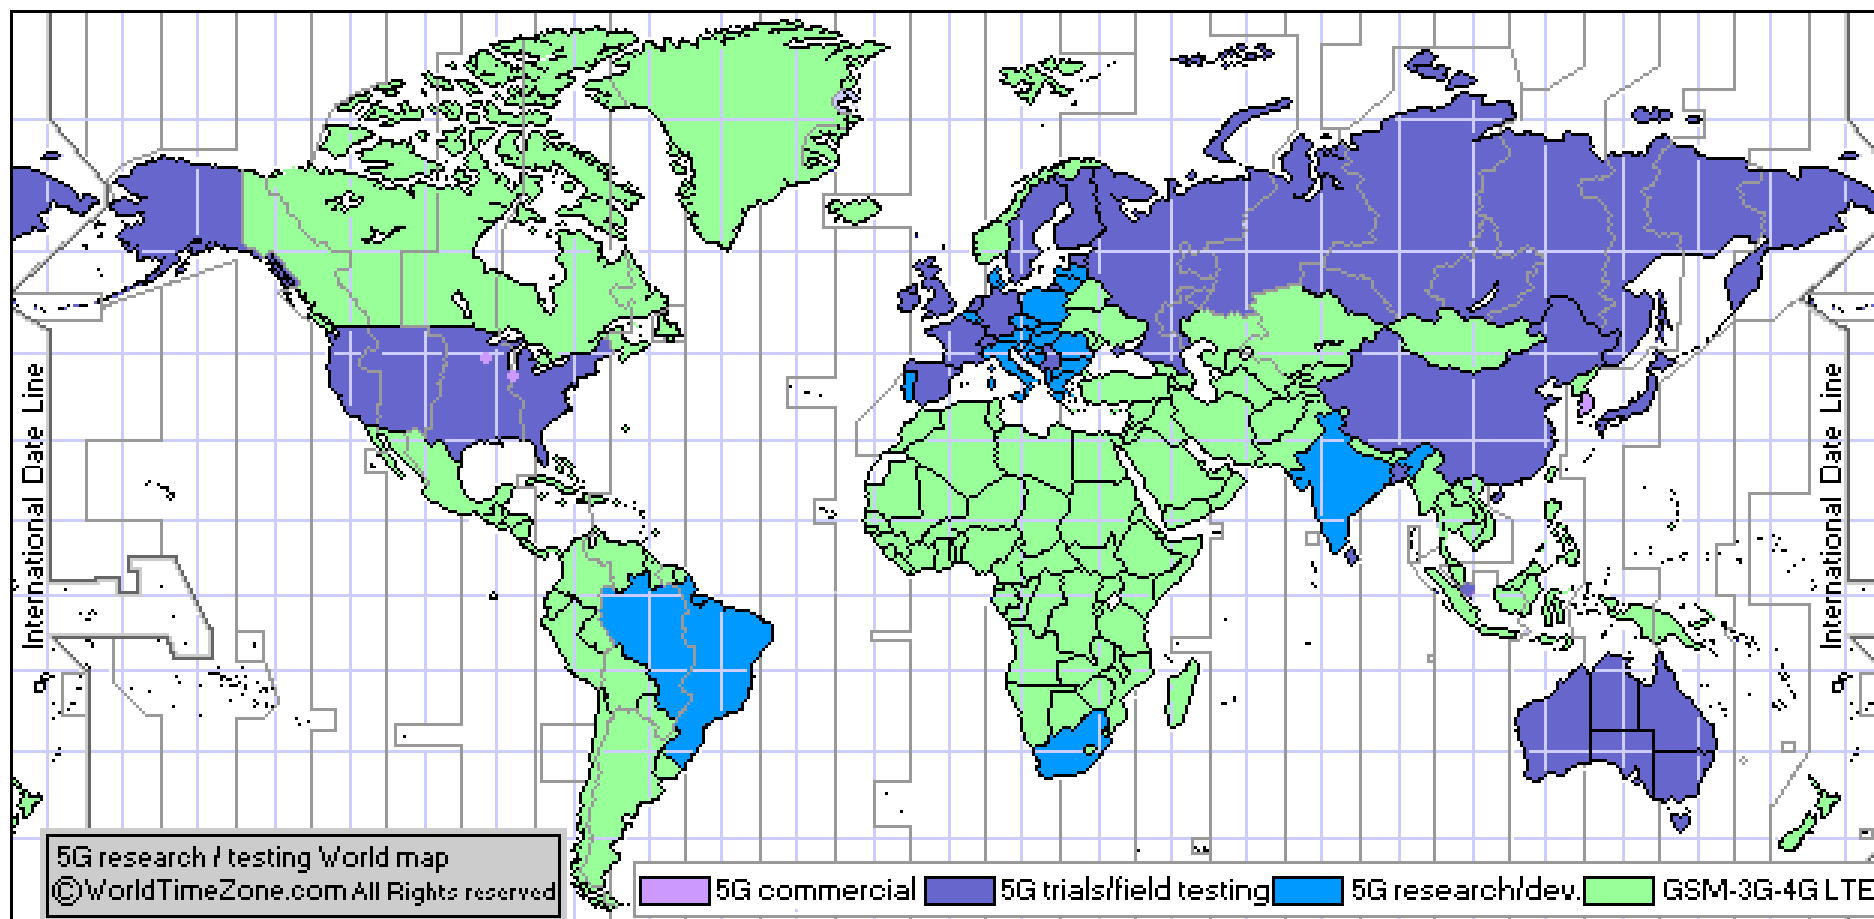 International Date Line
International Date Line
5G research / testing World map
©WorldTimeZone.com All Rights reserved
5G commercial
5G trials/field testing
5G research/dev.
GSM-3G-4G LTE